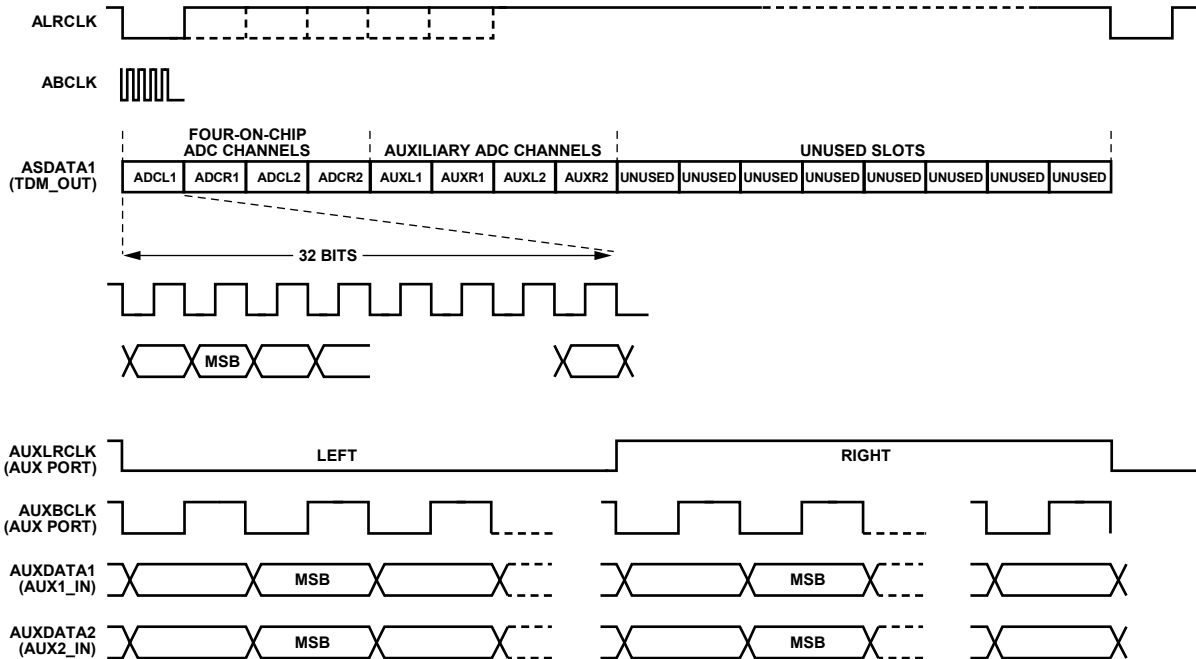 ALRCLK
ABCLK
FOUR-ON-CHIP
ADC CHANNELS
AUXILIARY ADC CHANNELS
UNUSED SLOTS
ASDATA1
(TDM_OUT)
ADCL1 ADCR1 ADCL2 ADCR2 AUXL1 AUXR1 AUXL2 AUXR2 UNUSED UNUSED UNUSED UNUSED UNUSED UNUSED UNUSED UNUSED
32 BITS
MSB
AUXLRCLK
(AUX PORT)
LEFT
RIGHT
AUXBCLK
(AUX PORT)
AUXDATA1
(AUX1_IN)
MSB
MSB
AUXDATA2
(AUX2_IN)
MSB
MSB